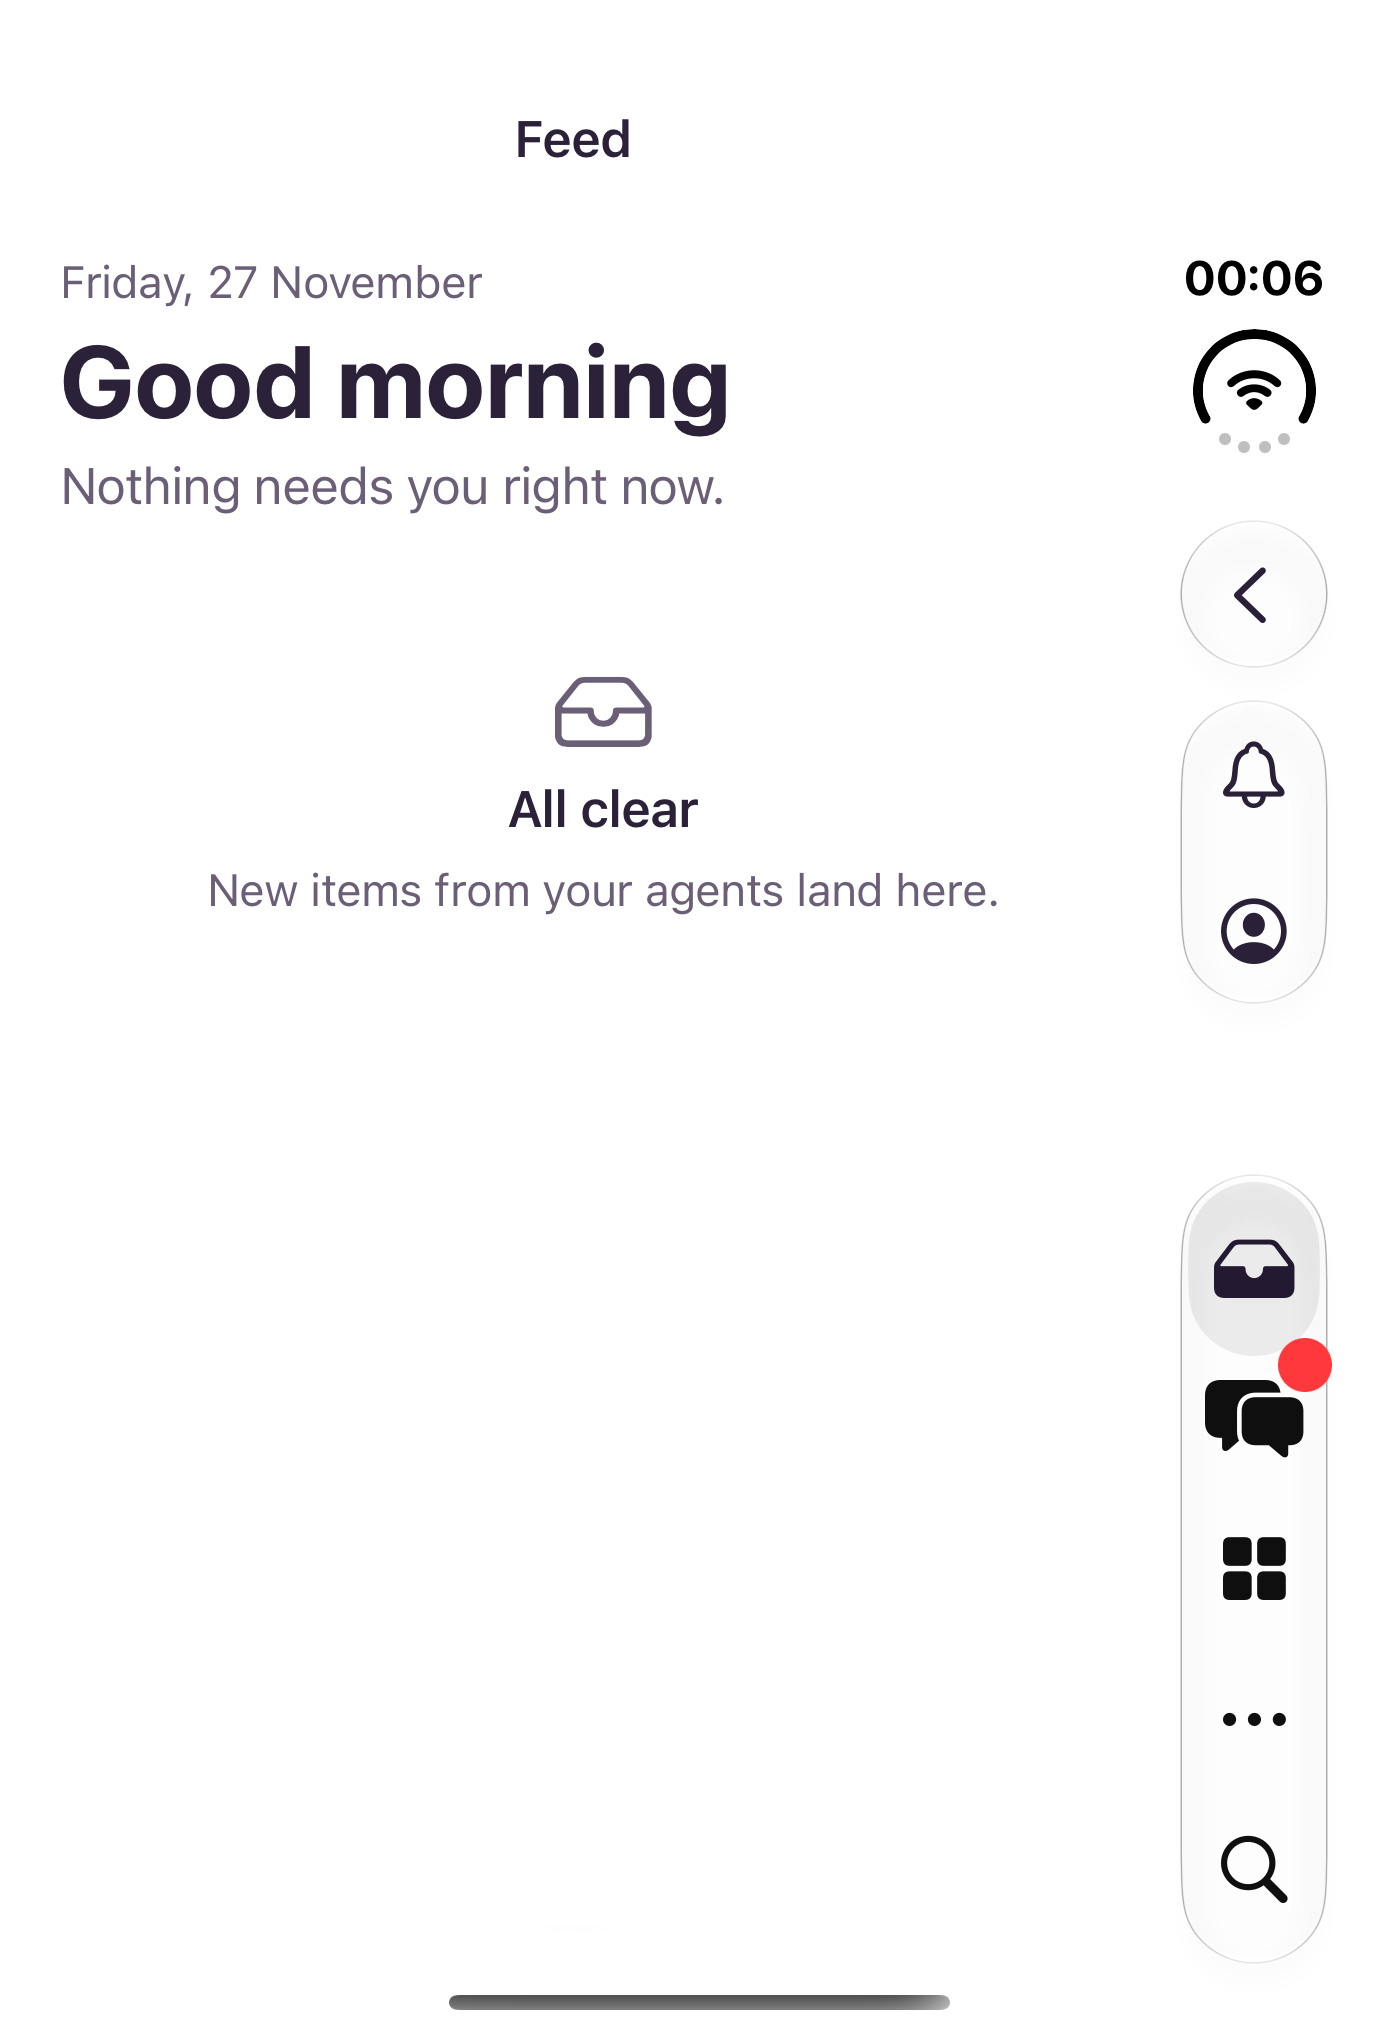 Feed
Friday, 27 November
00:06
Good morning
Nothing needs you right now.
All clear
New items from your agents land here.